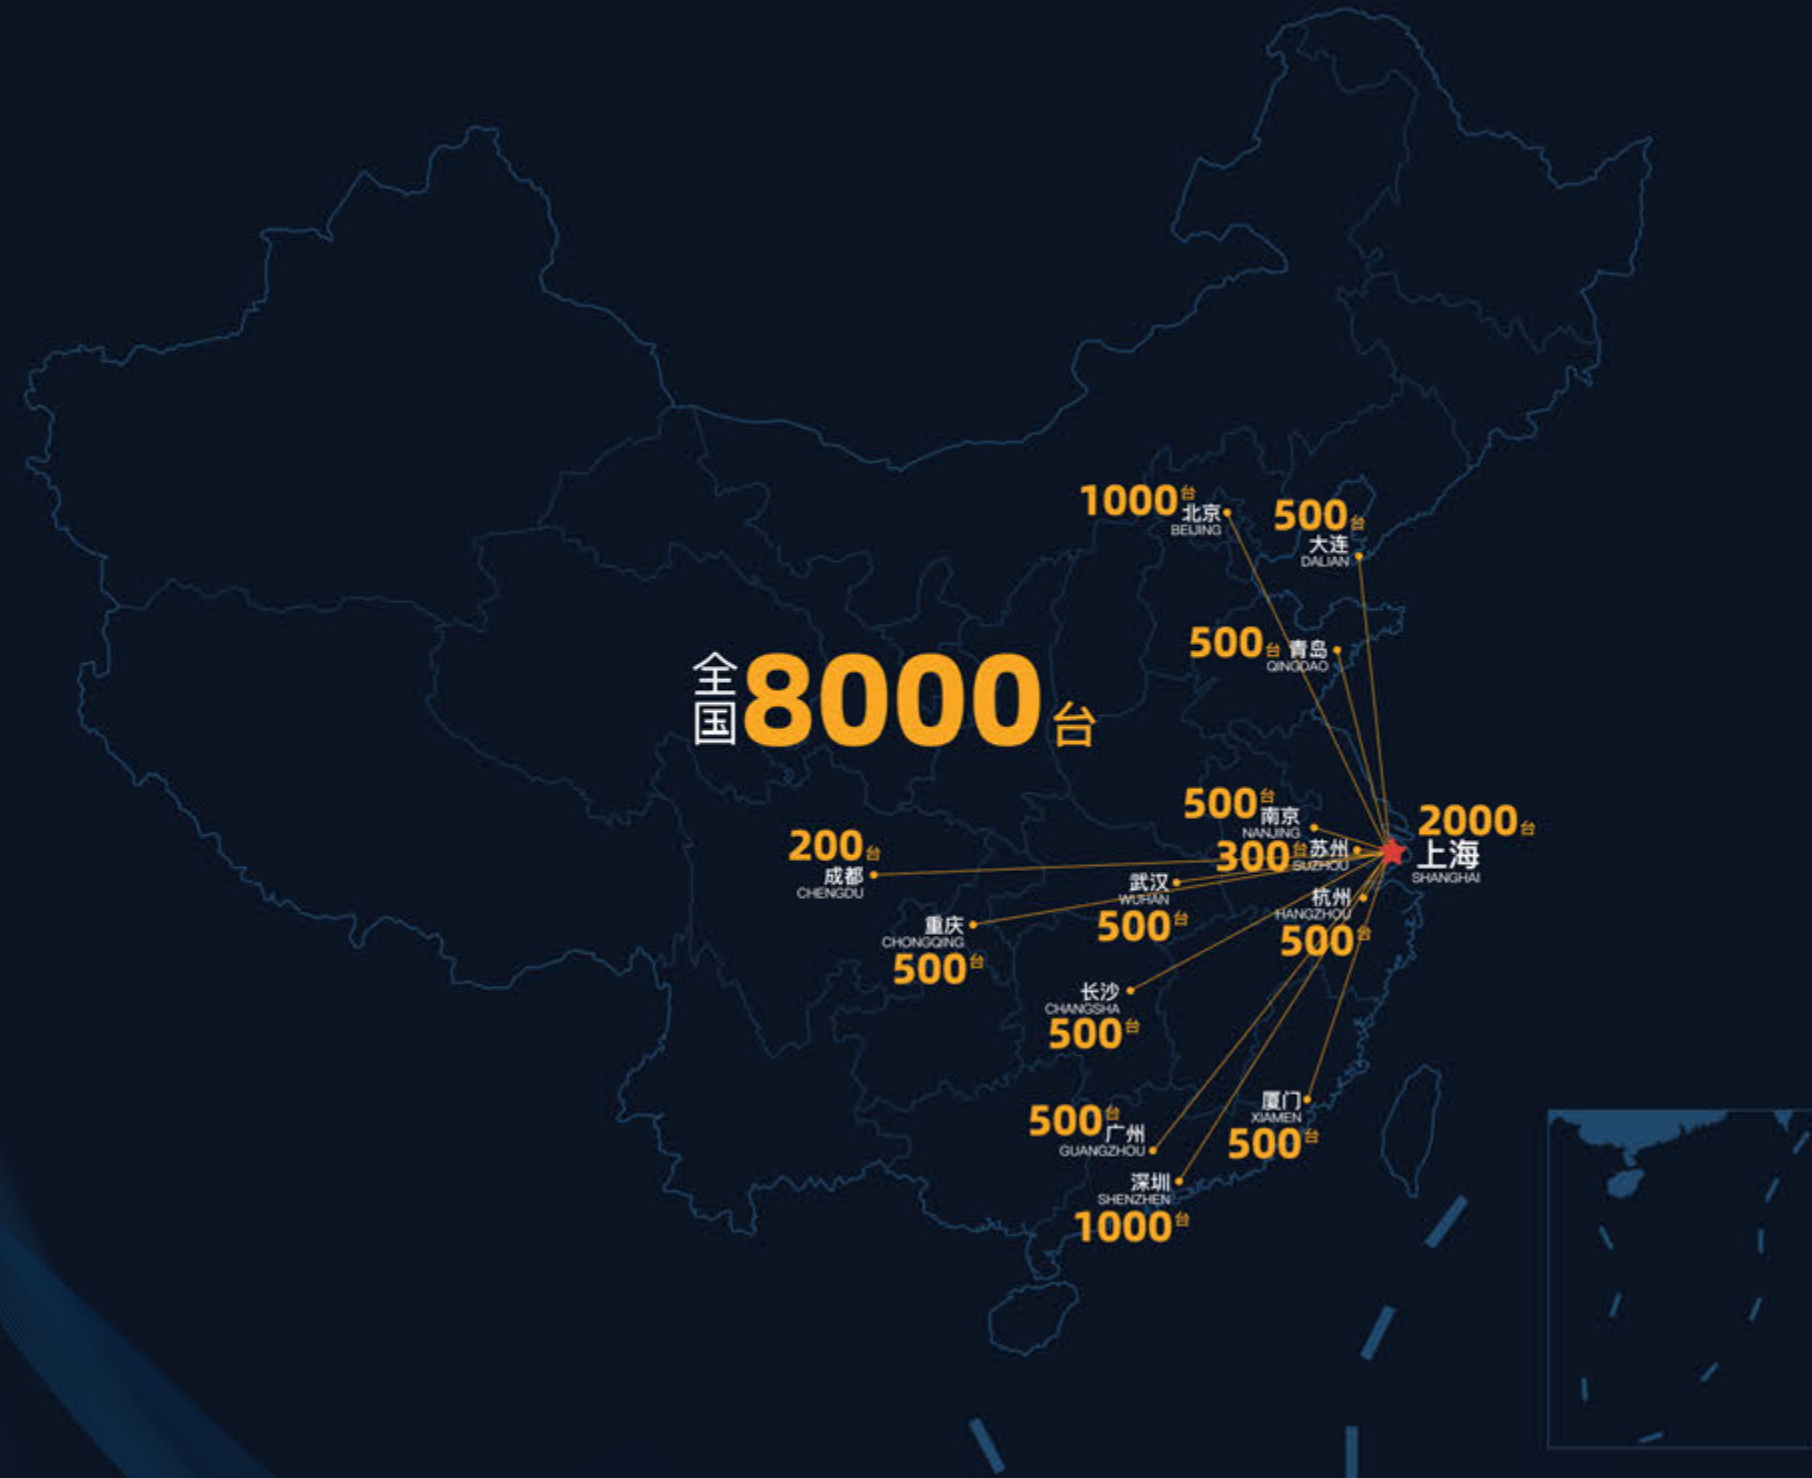 1000台
北京
BEIJING
500台
大连
DALIAN
500台 青岛
QINGDAO
全国8000台
500台
南京
NANJING
2000台
上海
SHANGHAI
300台 苏州
SUZHOU
200台
成都
CHENGDU
武汉
WUHAN
500台
杭州
HANGZHOU
500台
重庆
CHONGQING
500台
长沙
CHANGSHA
500台
500台
广州
GUANGZHOU
厦门
XIAMEN
500台
深圳
SHENZHEN
1000台